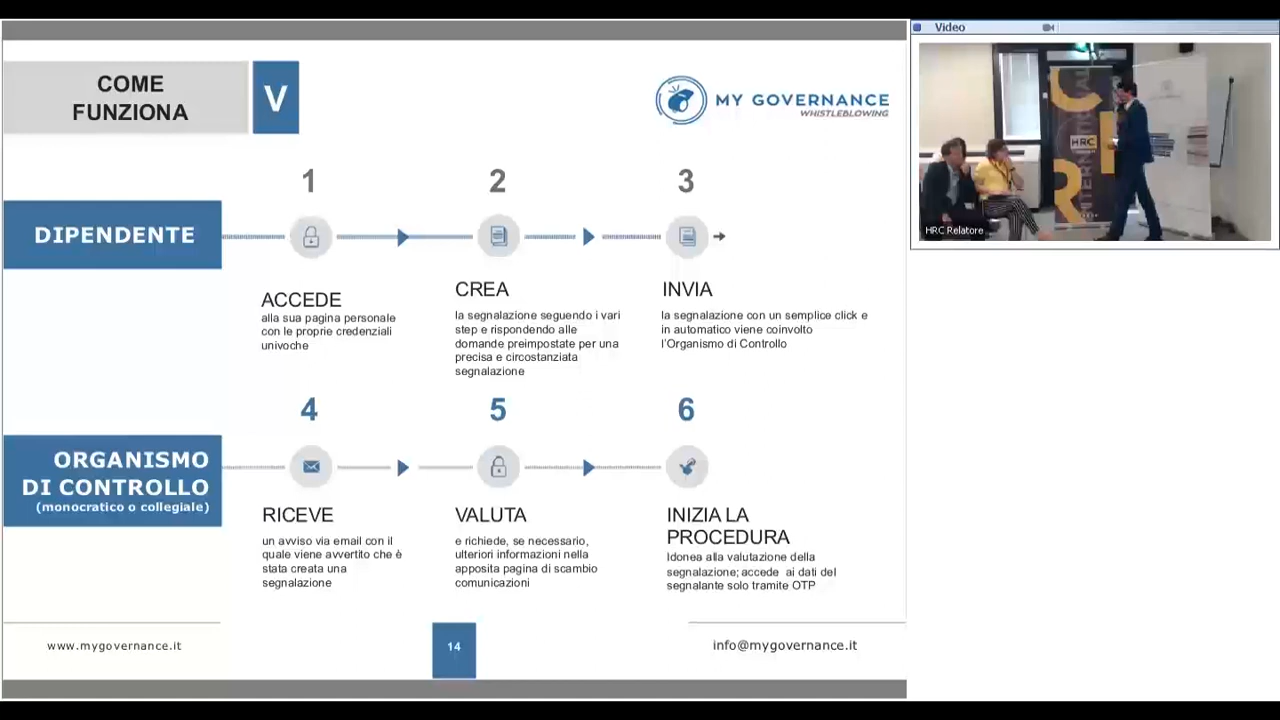 COME
FUNZIONA
V
MY GOVERNANCE
WHISTLEBLOWING
Video
HRC
HRC Relatore
1
2
3
DIPENDENTE
ACCEDE
alla sua pagina personale
con le proprie credenziali
univoche
CREA
la segnalazione seguendo i vari
step e rispondendo alle
domande preimpostate per una
precisa e circostanziata
segnalazione
INVIA
la segnalazione con un semplice click e
in automatico viene coinvolto
l'Organismo di Controllo
4
5
6
ORGANISMO
DI CONTROLLO
(monocratico o collegiale)
RICEVE
un avviso via email con il
quale viene avvertito che è
stata creata una
segnalazione
VALUTA
e richiede, se necessario,
ulteriori informazioni nella
apposita pagina di scambio
comunicazioni
INIZIA LA
PROCEDURA
Idonea alla valutazione della
segnalazione; accede  ai dati del
segnalante solo tramite OTP
www.mygovernance.it
14
info@mygovernance.it